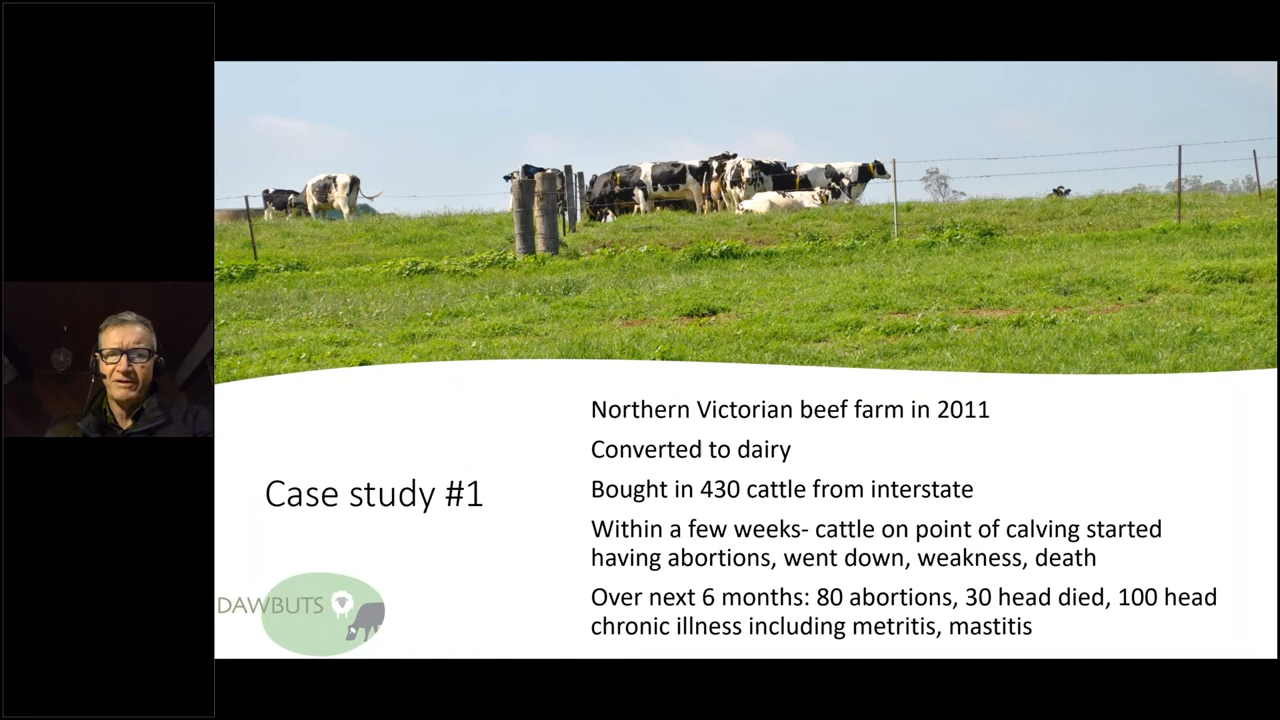 Northern Victorian beef farm in 2011
Converted to dairy
Bought in 430 cattle from interstate
Case study #1
Within a few weeks- cattle on point of calving started
having abortions, went down, weakness, death
Over next 6 months: 80 abortions, 30 head died, 100 head
chronic illness including metritis, mastitis
DAWBUTS